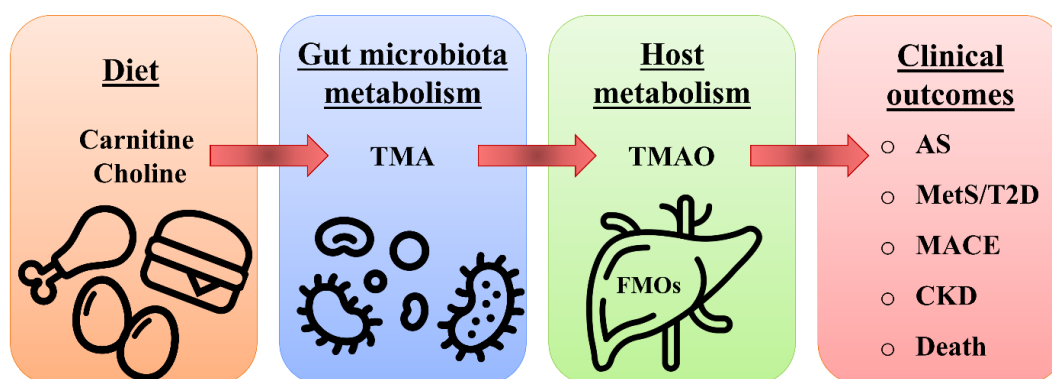 Diet
Carnitine
Choline
Gut microbiota
metabolism
TMA
Host
metabolism
TMAO
FMOs
Clinical
outcomes
○ AS
○ MetS/T2D
○ MACE
○ CKD
○ Death